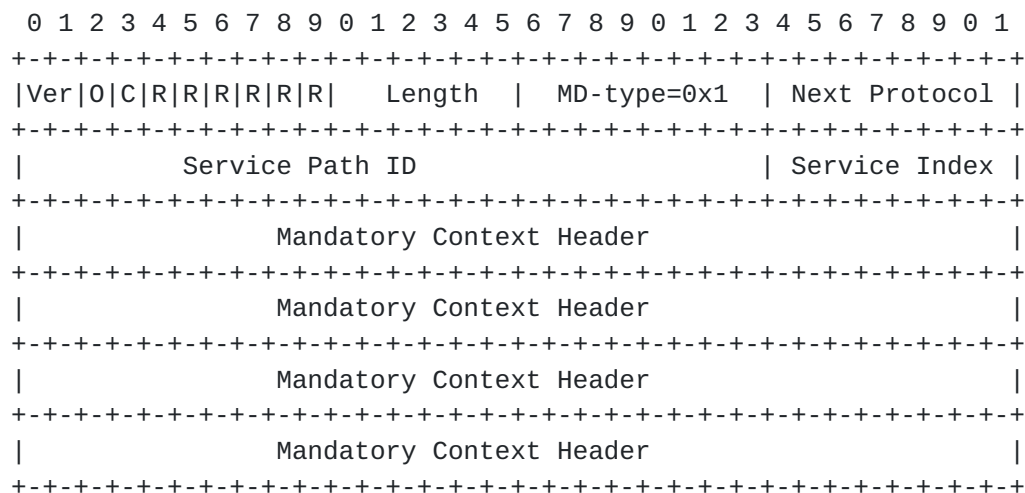 0 1 2 3 4 5 6 7 8 9 0 1 2 3 4 5 6 7 8 9 0 1 2 3 4 5 6 7 8 9 0 1
+-+-+-+-+-+-+-+-+-+-+-+-+-+-+-+-+-+-+-+-+-+-+-+-+-+-+-+-+-+-+-+-+
|Ver|O|C|R|R|R|R|R|R|   Length  |  MD-type=0x1  | Next Protocol |
+-+-+-+-+-+-+-+-+-+-+-+-+-+-+-+-+-+-+-+-+-+-+-+-+-+-+-+-+-+-+-+-+
|          Service Path ID                      | Service Index |
+-+-+-+-+-+-+-+-+-+-+-+-+-+-+-+-+-+-+-+-+-+-+-+-+-+-+-+-+-+-+-+-+
|                Mandatory Context Header                       |
+-+-+-+-+-+-+-+-+-+-+-+-+-+-+-+-+-+-+-+-+-+-+-+-+-+-+-+-+-+-+-+-+
|                Mandatory Context Header                       |
+-+-+-+-+-+-+-+-+-+-+-+-+-+-+-+-+-+-+-+-+-+-+-+-+-+-+-+-+-+-+-+-+
|                Mandatory Context Header                       |
+-+-+-+-+-+-+-+-+-+-+-+-+-+-+-+-+-+-+-+-+-+-+-+-+-+-+-+-+-+-+-+-+
|                Mandatory Context Header                       |
+-+-+-+-+-+-+-+-+-+-+-+-+-+-+-+-+-+-+-+-+-+-+-+-+-+-+-+-+-+-+-+-+